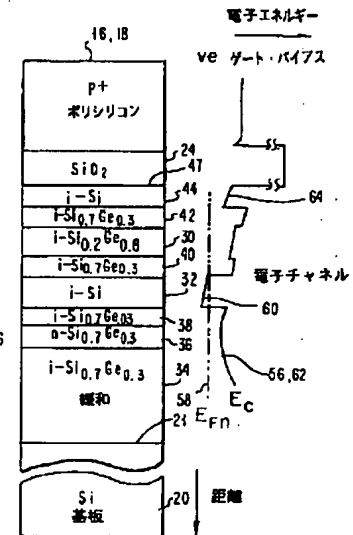 電子エネルギー
16,18
ve ゲート・バイアス
P+
ポリシリコン
24
SiO2
47
44
i-Si
64
42
i-Si0.7Ge0.3
30
i-Si0.2Ge0.8
40
i-Si0.7Ge0.3
電子チャネル
32
i-Si
60
38
i-Si0.7Ge0.3
36
n-Si0.7Ge0.3
34
i-Si0.7Ge0.3
56,62
緩和
58
EFn
EC
21
Si
基板
20
距離